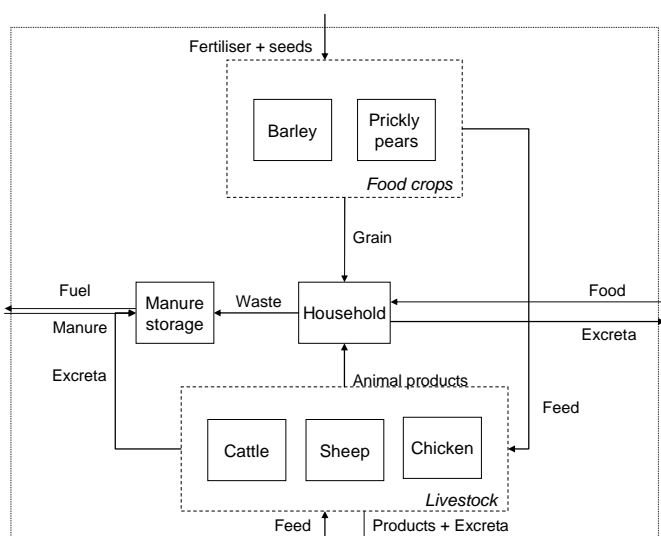 Fertiliser + seeds
Barley
Prickly
pears
Food crops
Grain
Fuel
Manure
storage
Waste
Household
Food
Manure
Excreta
Excreta
Animal products
Feed
Cattle
Sheep
Chicken
Livestock
Feed
Products + Excreta